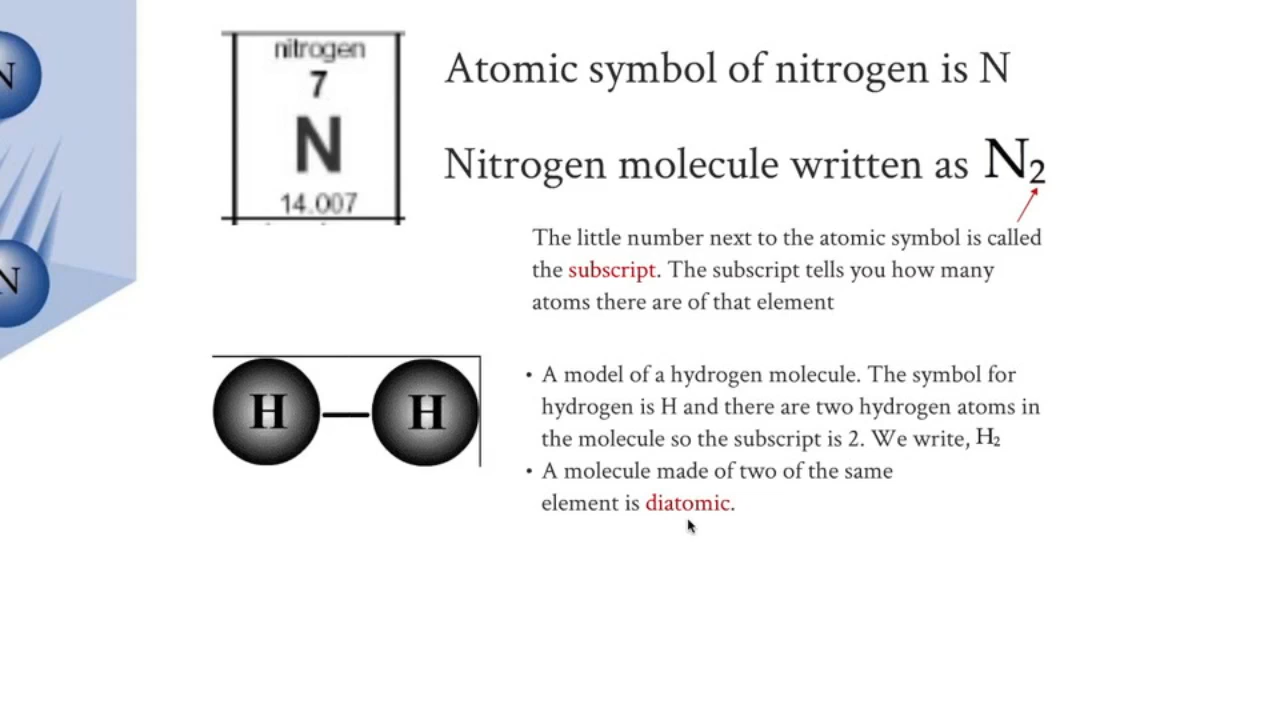 N
N
nitrogen
7
N
14.007
Atomic symbol of nitrogen is N
Nitrogen molecule written as N₂
The little number next to the atomic symbol is called
the subscript. The subscript tells you how many
atoms there are of that element
H H
• A model of a hydrogen molecule. The symbol for
hydrogen is H and there are two hydrogen atoms in
the molecule so the subscript is 2. We write, H₂
• A molecule made of two of the same
element is diatomic.